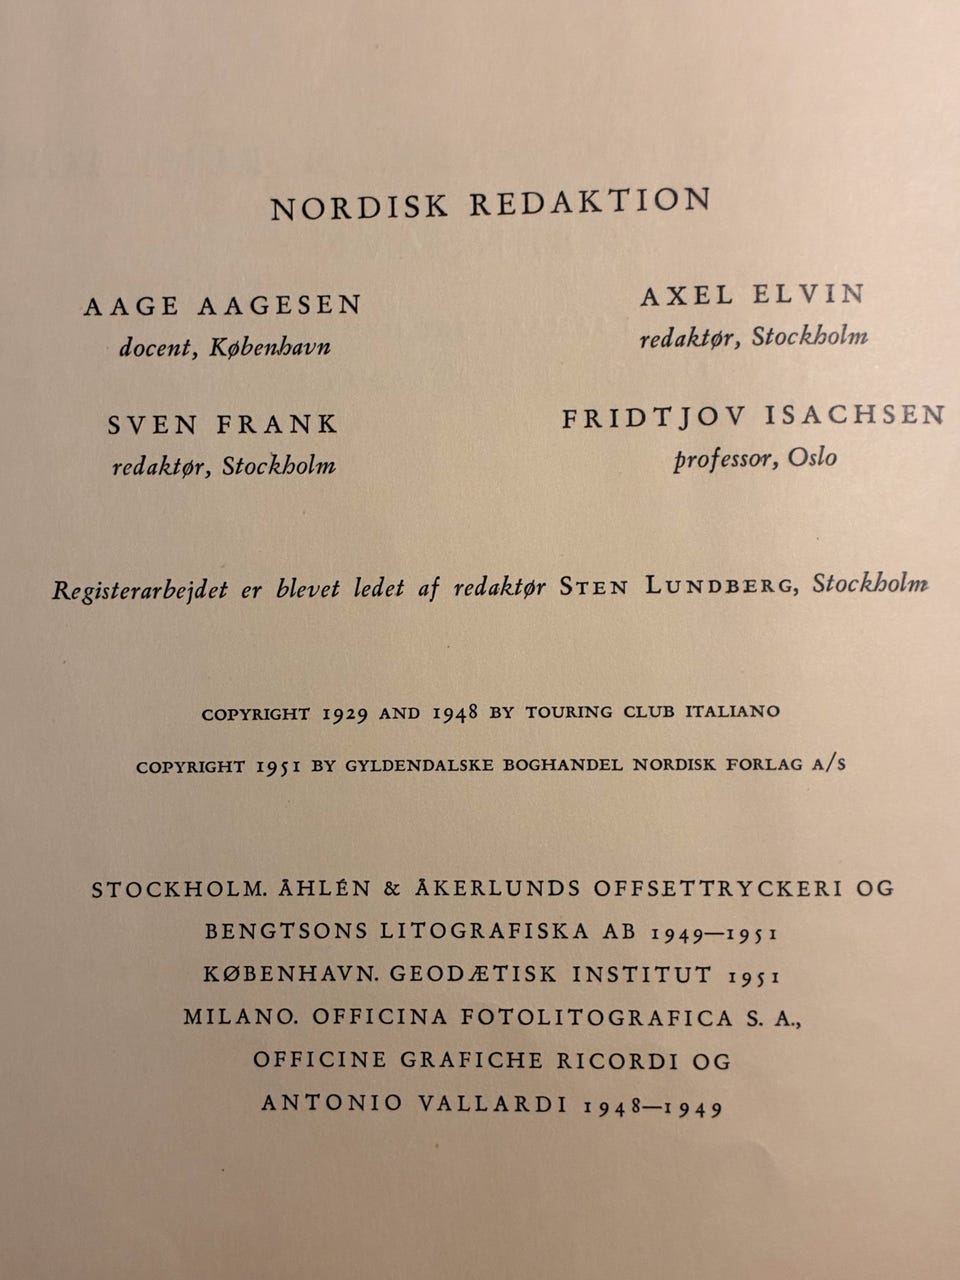 NORDISK REDAKTION
AAGE AAGESEN
docent, København
AXEL ELVIN
redaktør, Stockholm
SVEN FRANK
redaktør, Stockholm
FRIDTJOV ISACHSEN
professor, Oslo
Registerarbejdet er blevet ledet af redaktør STEN LUNDBERG, Stockholm
COPYRIGHT 1929 AND 1948 BY TOURING CLUB ITALIANO
COPYRIGHT 1951 BY GYLDENDALSKE BOGHANDEL NORDISK FORLAG A/S
STOCKHOLM. ÅHLÉN & ÅKERLUNDS OFFSETTRYCKERI OG
BENGTSONS LITOGRAFISKA AB 1949—1951
KØBENHAVN. GEODÆTISK INSTITUT 1951
MILANO. OFFICINA FOTOLITOGRAFICA S. A.,
OFFICINE GRAFICHE RICORDI OG
ANTONIO VALLARDI 1948—1949